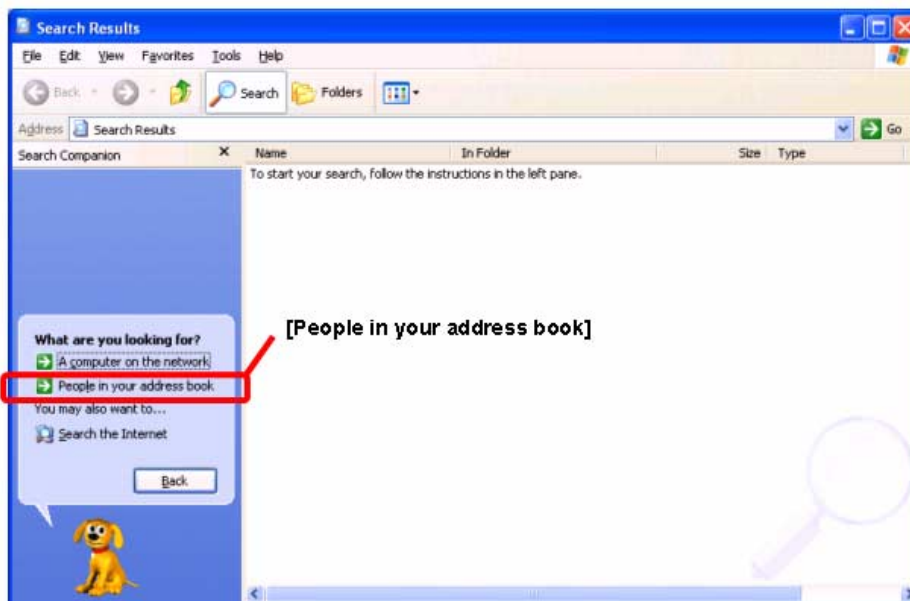 Search Results
File Edit View Favorites Tools Help
Back Search Folders
Address Search Results Go
Search Companion Name In Folder Size Type
To start your search, follow the instructions in the left pane.
[People in your address book]
What are you looking for?
A computer on the network
People in your address book
You may also want to...
Search the Internet
Back